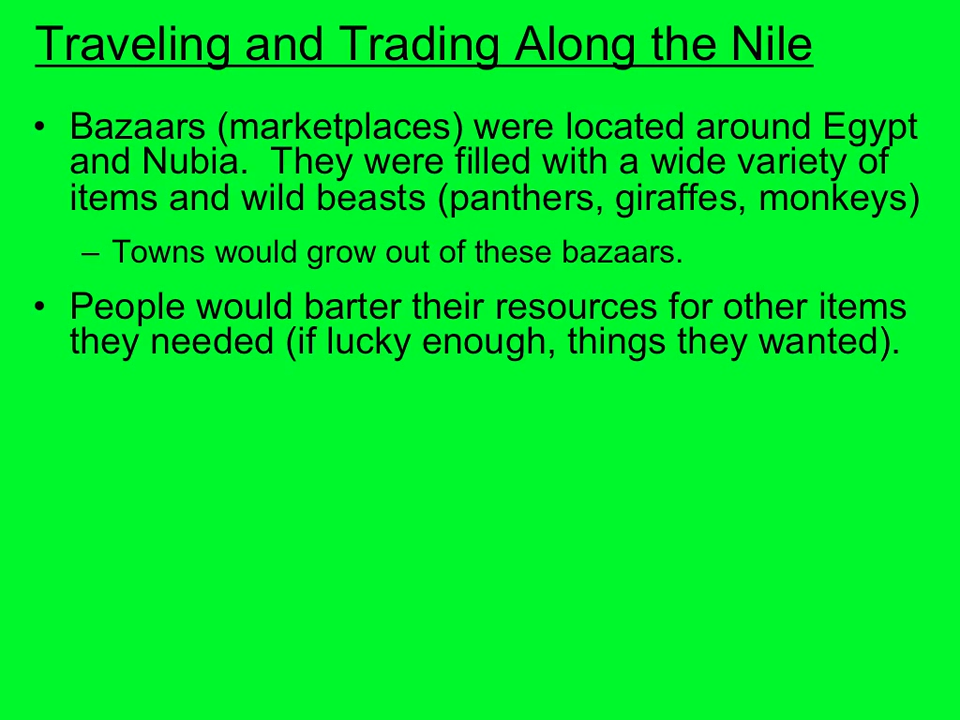 Traveling and Trading Along the Nile
• Bazaars (marketplaces) were located around Egypt
and Nubia.  They were filled with a wide variety of
items and wild beasts (panthers, giraffes, monkeys)
– Towns would grow out of these bazaars.
• People would barter their resources for other items
they needed (if lucky enough, things they wanted).